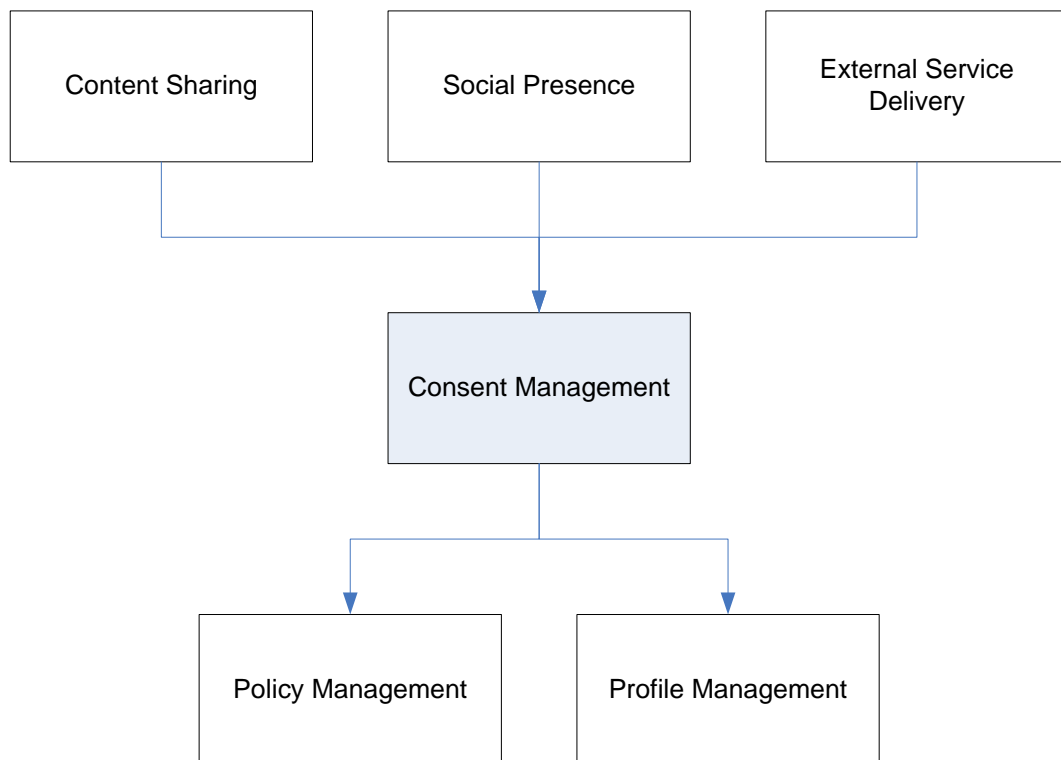 Content Sharing
Social Presence
External Service
Delivery
Consent Management
Policy Management
Profile Management